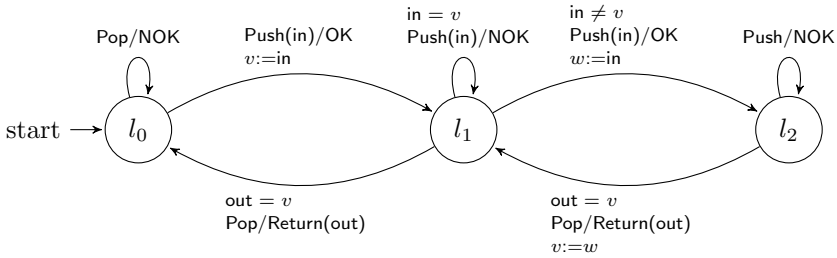 Pop/NOK
Push(in)/OK
v:=in
in = v
Push(in)/NOK
in ≠ v
Push(in)/OK
w:=in
Push/NOK
start
l₀
l₁
l₂
out = v
Pop/Return(out)
out = v
Pop/Return(out)
v:=w